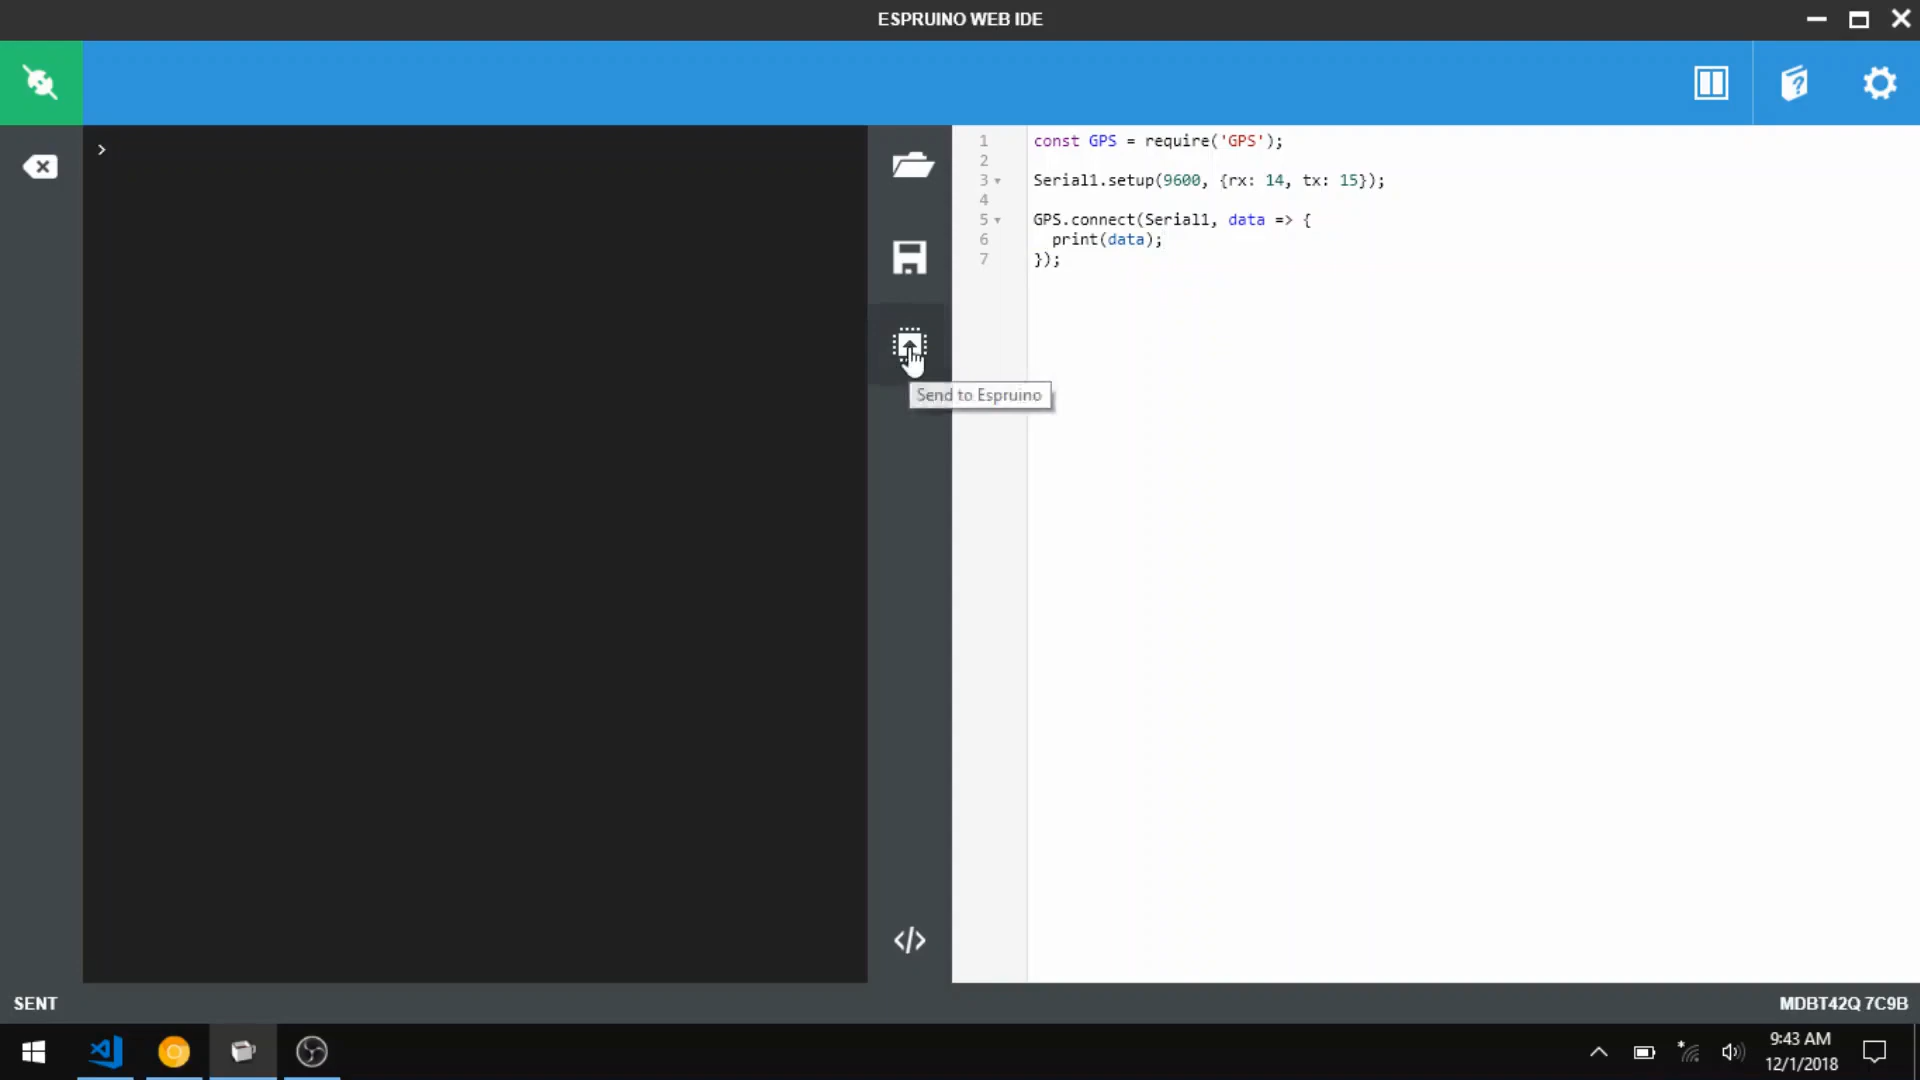 ESPRUINO WEB IDE
>
1 const GPS = require('GPS');
2
3 Serial1.setup(9600, {rx: 14, tx: 15});
4
5 GPS.connect(Serial1, data => {
6 print(data);
7 });
Send to Espruino
</>
SENT
MDBT42Q 7C9B
9:43 AM
12/1/2018